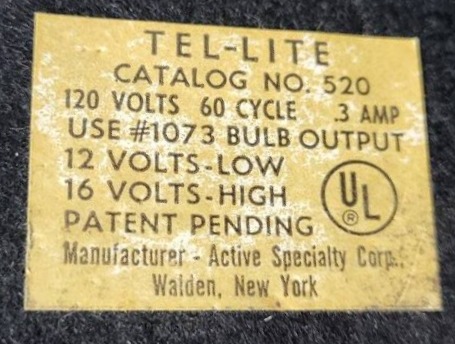 TEL-LITE
CATALOG NO. 520
120 VOLTS 60 CYCLE .3 AMP
USE #1073 BULB OUTPUT
12 VOLTS-LOW
16 VOLTS-HIGH
PATENT PENDING
UL
®
Manufacturer - Active Specialty Corp.,
Walden, New York